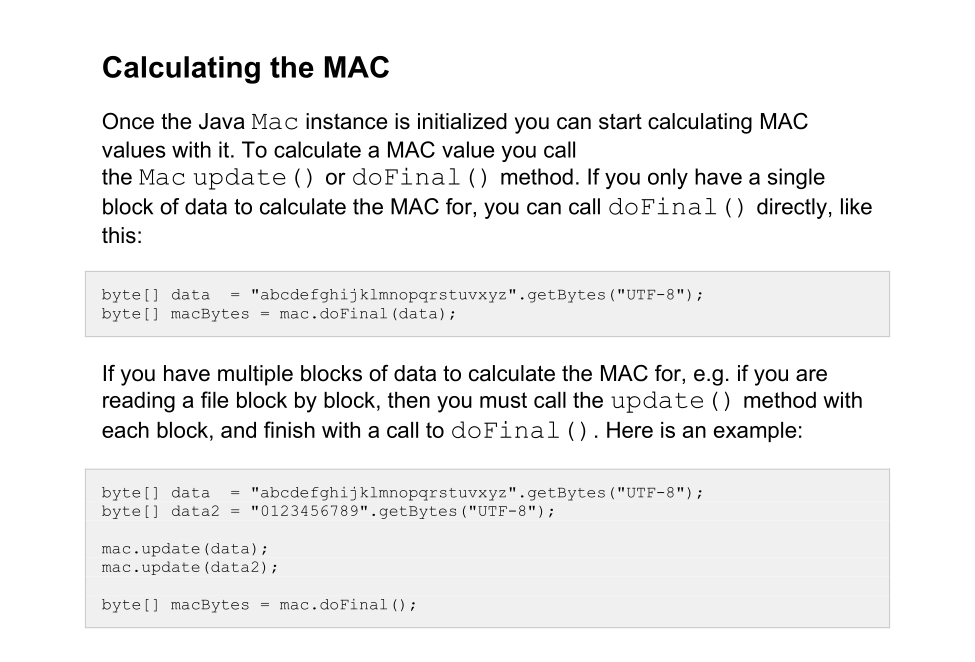 Calculating the MAC
Once the Java Mac instance is initialized you can start calculating MAC
values with it. To calculate a MAC value you call
the Mac update() or doFinal() method. If you only have a single
block of data to calculate the MAC for, you can call doFinal() directly, like
this:
byte[] data  = "abcdefghijklmnopqrstuvxyz".getBytes("UTF-8");
byte[] macBytes = mac.doFinal(data);
If you have multiple blocks of data to calculate the MAC for, e.g. if you are
reading a file block by block, then you must call the update() method with
each block, and finish with a call to doFinal(). Here is an example:
byte[] data  = "abcdefghijklmnopqrstuvxyz".getBytes("UTF-8");
byte[] data2 = "0123456789".getBytes("UTF-8");
mac.update(data);
mac.update(data2);
byte[] macBytes = mac.doFinal();